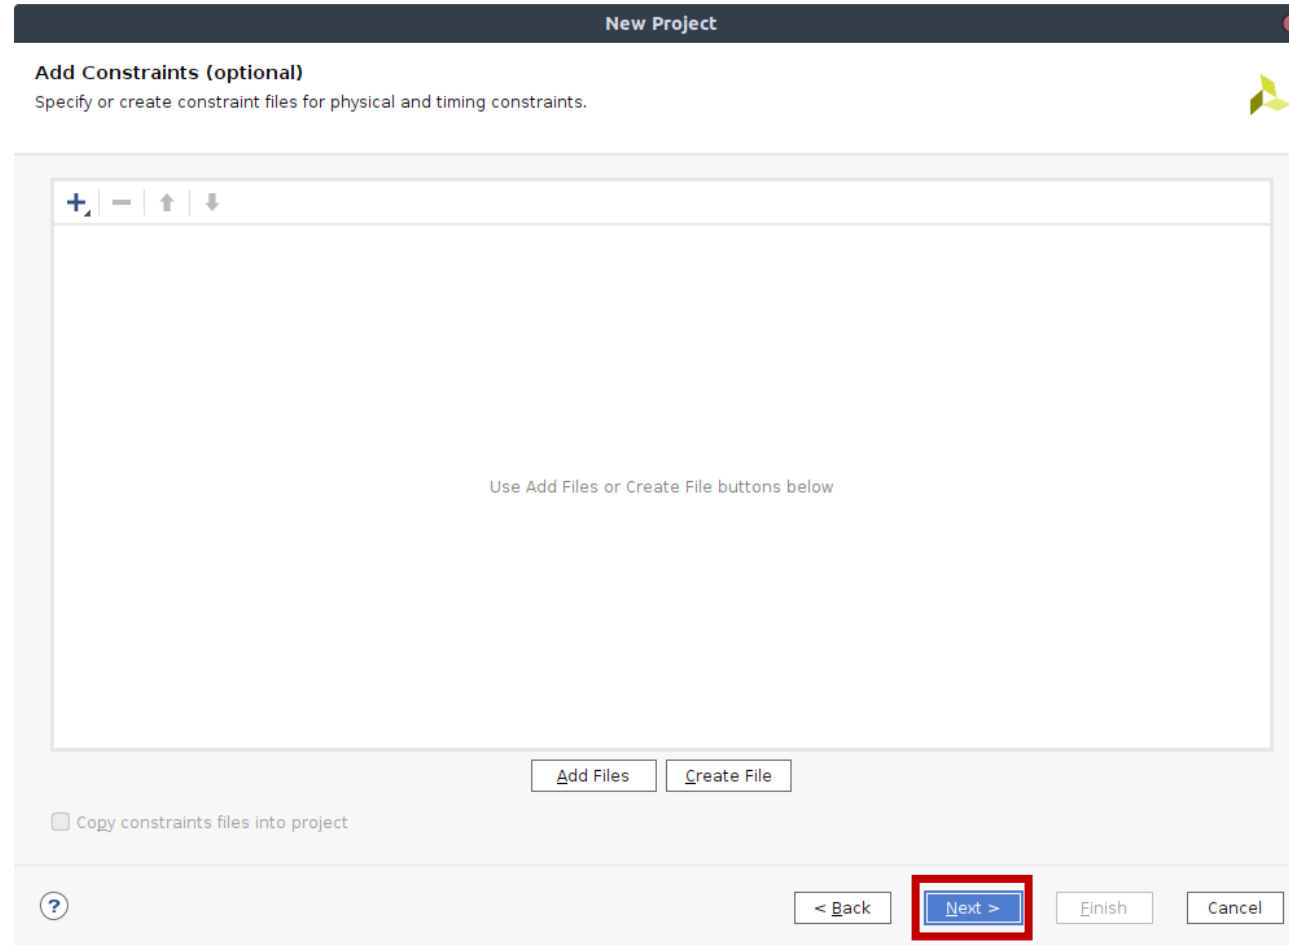 New Project
Add Constraints (optional)
Specify or create constraint files for physical and timing constraints.
Use Add Files or Create File buttons below
Add Files Create File
Copy constraints files into project
? < Back Next > Finish Cancel